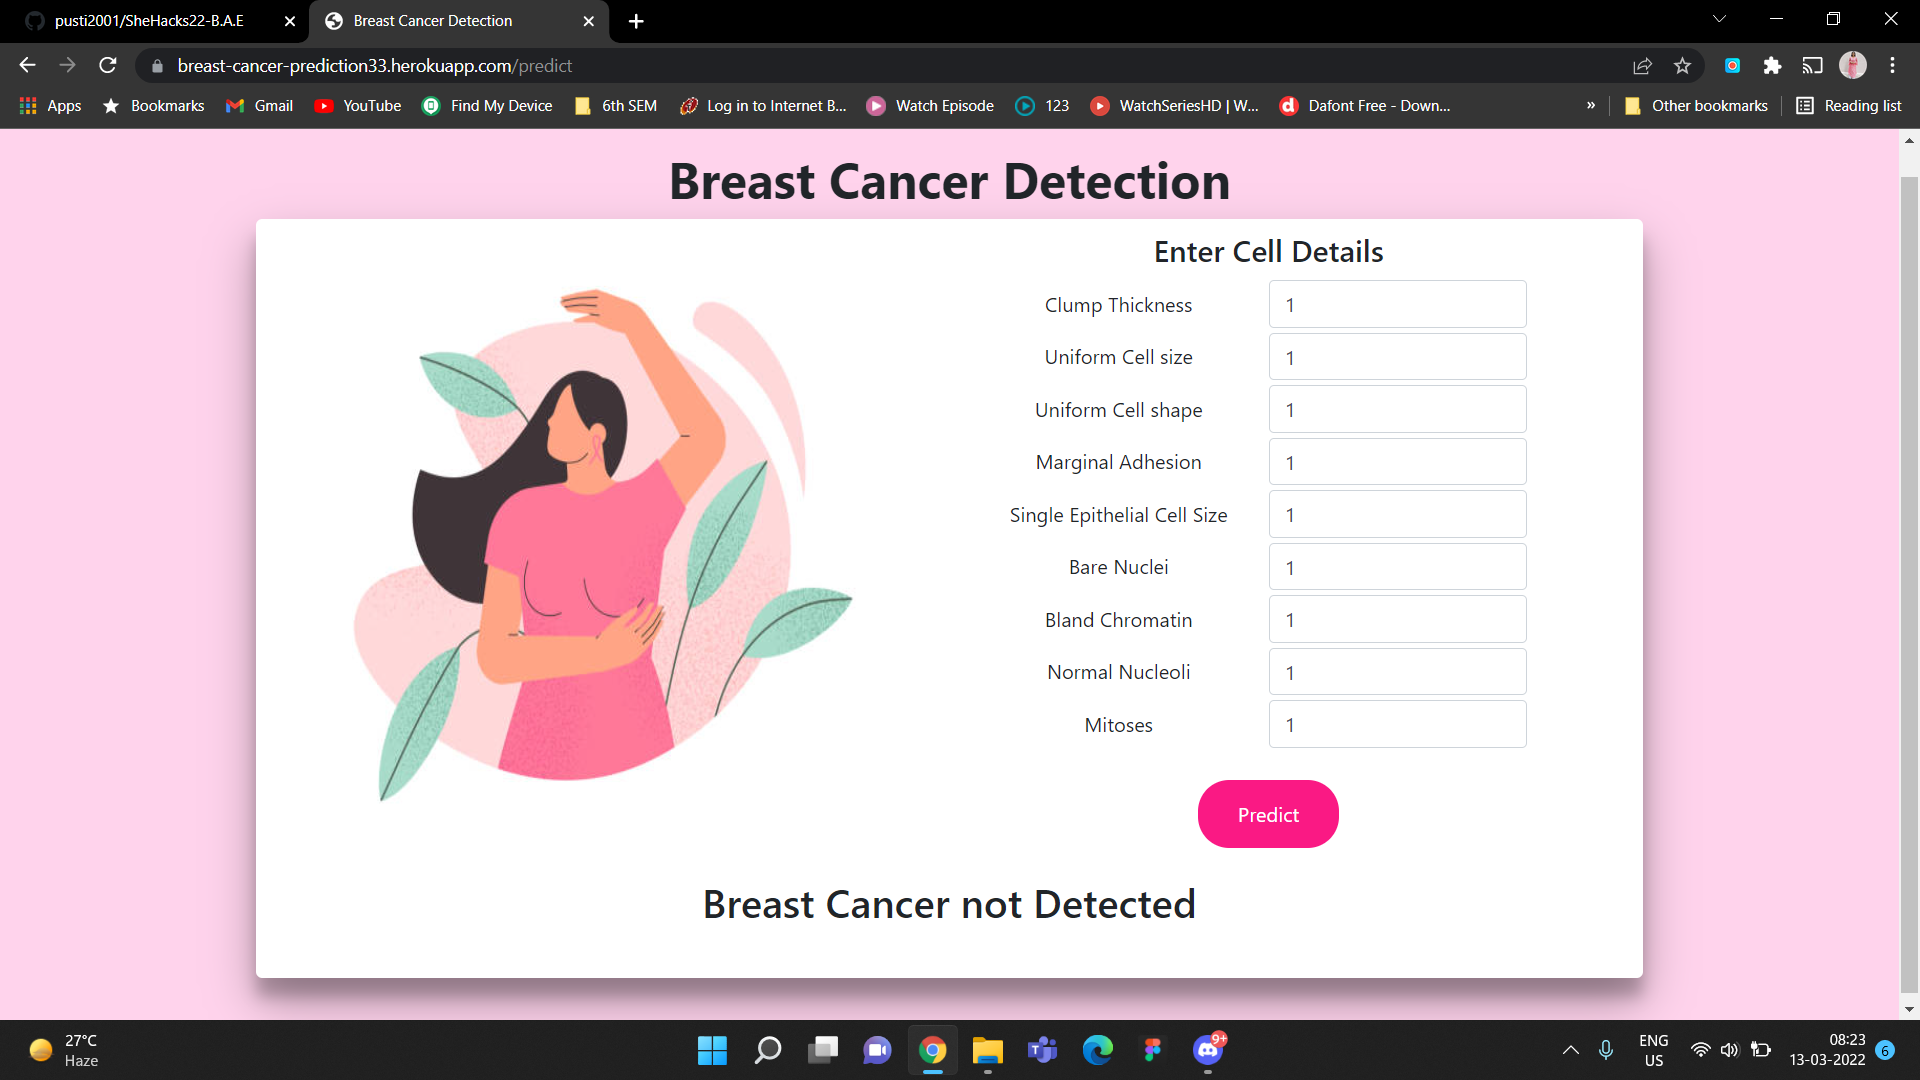 pusti2001/SheHacks22-B.A.E
Breast Cancer Detection
breast-cancer-prediction33.herokuapp.com/predict
Apps Bookmarks Gmail YouTube Find My Device 6th SEM Log in to Internet B... Watch Episode 123 WatchSeriesHD | W... Dafont Free - Down... » Other bookmarks Reading list
Breast Cancer Detection
Enter Cell Details
Clump Thickness 1
Uniform Cell size 1
Uniform Cell shape 1
Marginal Adhesion 1
Single Epithelial Cell Size 1
Bare Nuclei 1
Bland Chromatin 1
Normal Nucleoli 1
Mitoses 1
Predict
Breast Cancer not Detected
27°C
Haze
9+
ENG
US
08:23
13-03-2022
6